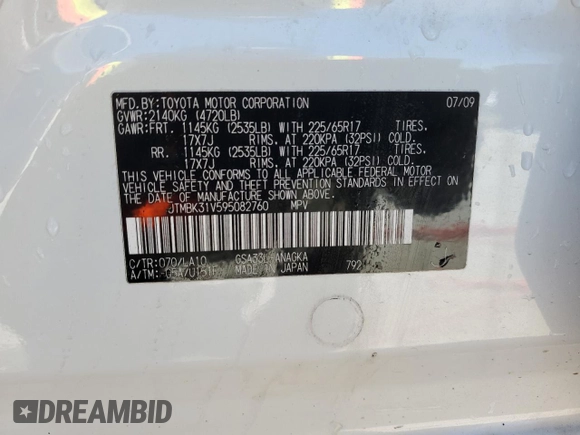 MFD. BY: TOYOTA MOTOR CORPORATION 07/09
GVWR: 2140KG (4720LB)
GAWR: FRT. 1145KG (2535LB) WITH 225/65R17 TIRES.
17X7J RIMS. AT 220KPA (32PSI) COLD.
RR. 1145KG (2535LB) WITH 225/65R17 TIRES.
17X7J RIMS. AT 220KPA (32PSI) COLD.
THIS VEHICLE CONFORMS TO ALL APPLICABLE FEDERAL MOTOR
VEHICLE SAFETY AND THEFT PREVENTION STANDARDS IN EFFECT ON
THE DATE OF MANUFACTURE SHOWN ABOVE.
JTMBK31V595082760 MPV
C/TR: 070/LA10
A/TM: MADE IN JAPAN 792
DREAMBID